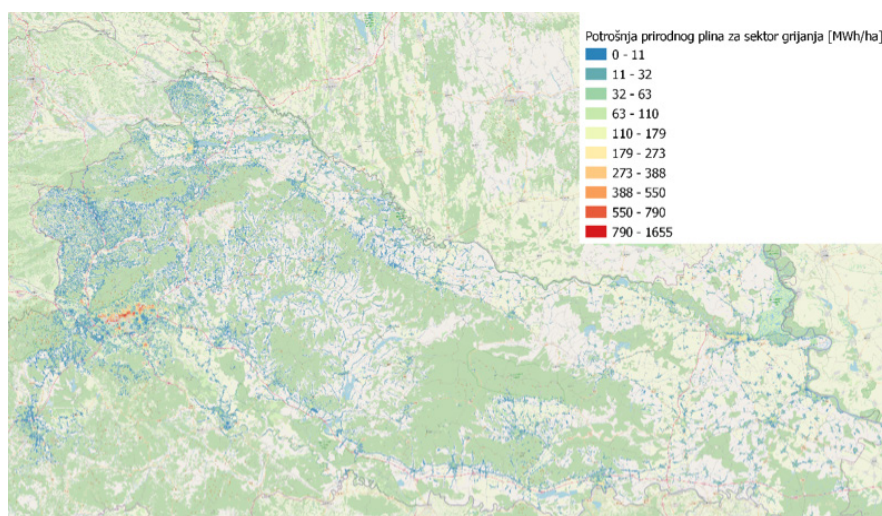 Potrošnja prirodnog plina za sektor grijanja [MWh/ha]
0 - 11
11 - 32
32 - 63
63 - 110
110 - 179
179 - 273
273 - 388
388 - 550
550 - 790
790 - 1655